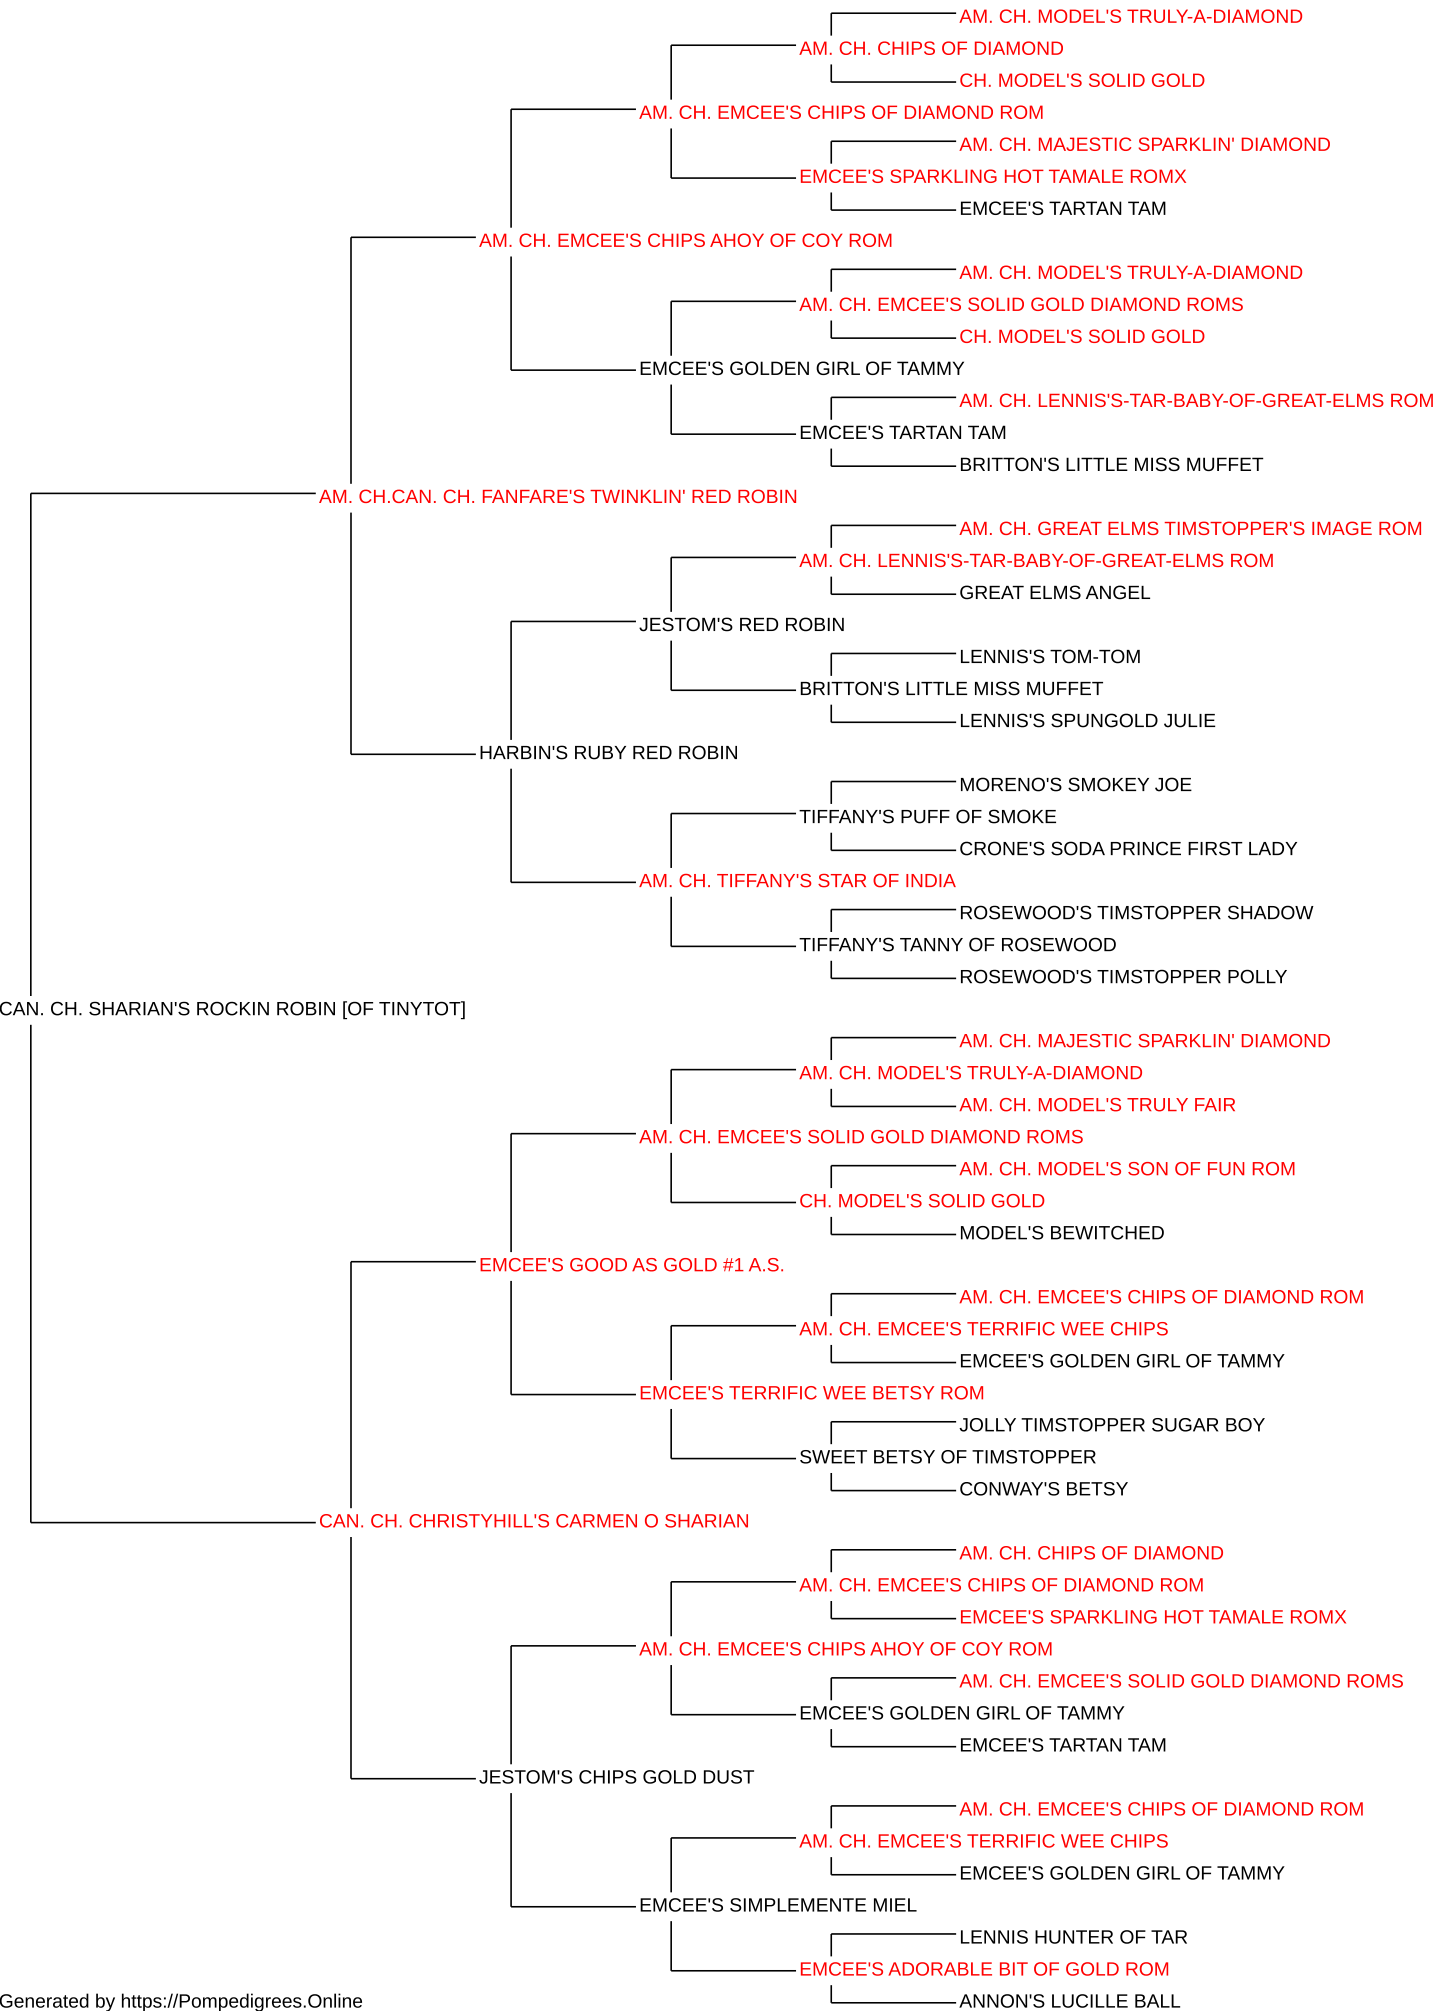 AM. CH. MODEL'S TRULY-A-DIAMOND
AM. CH. CHIPS OF DIAMOND
CH. MODEL'S SOLID GOLD
AM. CH. EMCEE'S CHIPS OF DIAMOND ROM
AM. CH. MAJESTIC SPARKLIN' DIAMOND
EMCEE'S SPARKLING HOT TAMALE ROMX
EMCEE'S TARTAN TAM
AM. CH. EMCEE'S CHIPS AHOY OF COY ROM
AM. CH. MODEL'S TRULY-A-DIAMOND
AM. CH. EMCEE'S SOLID GOLD DIAMOND ROMS
CH. MODEL'S SOLID GOLD
EMCEE'S GOLDEN GIRL OF TAMMY
AM. CH. LENNIS'S-TAR-BABY-OF-GREAT-ELMS ROM
EMCEE'S TARTAN TAM
BRITTON'S LITTLE MISS MUFFET
AM. CH.CAN. CH. FANFARE'S TWINKLIN' RED ROBIN
AM. CH. GREAT ELMS TIMSTOPPER'S IMAGE ROM
AM. CH. LENNIS'S-TAR-BABY-OF-GREAT-ELMS ROM
GREAT ELMS ANGEL
JESTOM'S RED ROBIN
LENNIS'S TOM-TOM
BRITTON'S LITTLE MISS MUFFET
LENNIS'S SPUNGOLD JULIE
HARBIN'S RUBY RED ROBIN
MORENO'S SMOKEY JOE
TIFFANY'S PUFF OF SMOKE
CRONE'S SODA PRINCE FIRST LADY
AM. CH. TIFFANY'S STAR OF INDIA
ROSEWOOD'S TIMSTOPPER SHADOW
TIFFANY'S TANNY OF ROSEWOOD
ROSEWOOD'S TIMSTOPPER POLLY
CAN. CH. SHARIAN'S ROCKIN ROBIN [OF TINYTOT]
AM. CH. MAJESTIC SPARKLIN' DIAMOND
AM. CH. MODEL'S TRULY-A-DIAMOND
AM. CH. MODEL'S TRULY FAIR
AM. CH. EMCEE'S SOLID GOLD DIAMOND ROMS
AM. CH. MODEL'S SON OF FUN ROM
CH. MODEL'S SOLID GOLD
MODEL'S BEWITCHED
EMCEE'S GOOD AS GOLD #1 A.S.
AM. CH. EMCEE'S CHIPS OF DIAMOND ROM
AM. CH. EMCEE'S TERRIFIC WEE CHIPS
EMCEE'S GOLDEN GIRL OF TAMMY
EMCEE'S TERRIFIC WEE BETSY ROM
JOLLY TIMSTOPPER SUGAR BOY
SWEET BETSY OF TIMSTOPPER
CONWAY'S BETSY
CAN. CH. CHRISTYHILL'S CARMEN O SHARIAN
AM. CH. CHIPS OF DIAMOND
AM. CH. EMCEE'S CHIPS OF DIAMOND ROM
EMCEE'S SPARKLING HOT TAMALE ROMX
AM. CH. EMCEE'S CHIPS AHOY OF COY ROM
AM. CH. EMCEE'S SOLID GOLD DIAMOND ROMS
EMCEE'S GOLDEN GIRL OF TAMMY
EMCEE'S TARTAN TAM
JESTOM'S CHIPS GOLD DUST
AM. CH. EMCEE'S CHIPS OF DIAMOND ROM
AM. CH. EMCEE'S TERRIFIC WEE CHIPS
EMCEE'S GOLDEN GIRL OF TAMMY
EMCEE'S SIMPLEMENTE MIEL
LENNIS HUNTER OF TAR
EMCEE'S ADORABLE BIT OF GOLD ROM
ANNON'S LUCILLE BALL
Generated by https://Pompedigrees.Online